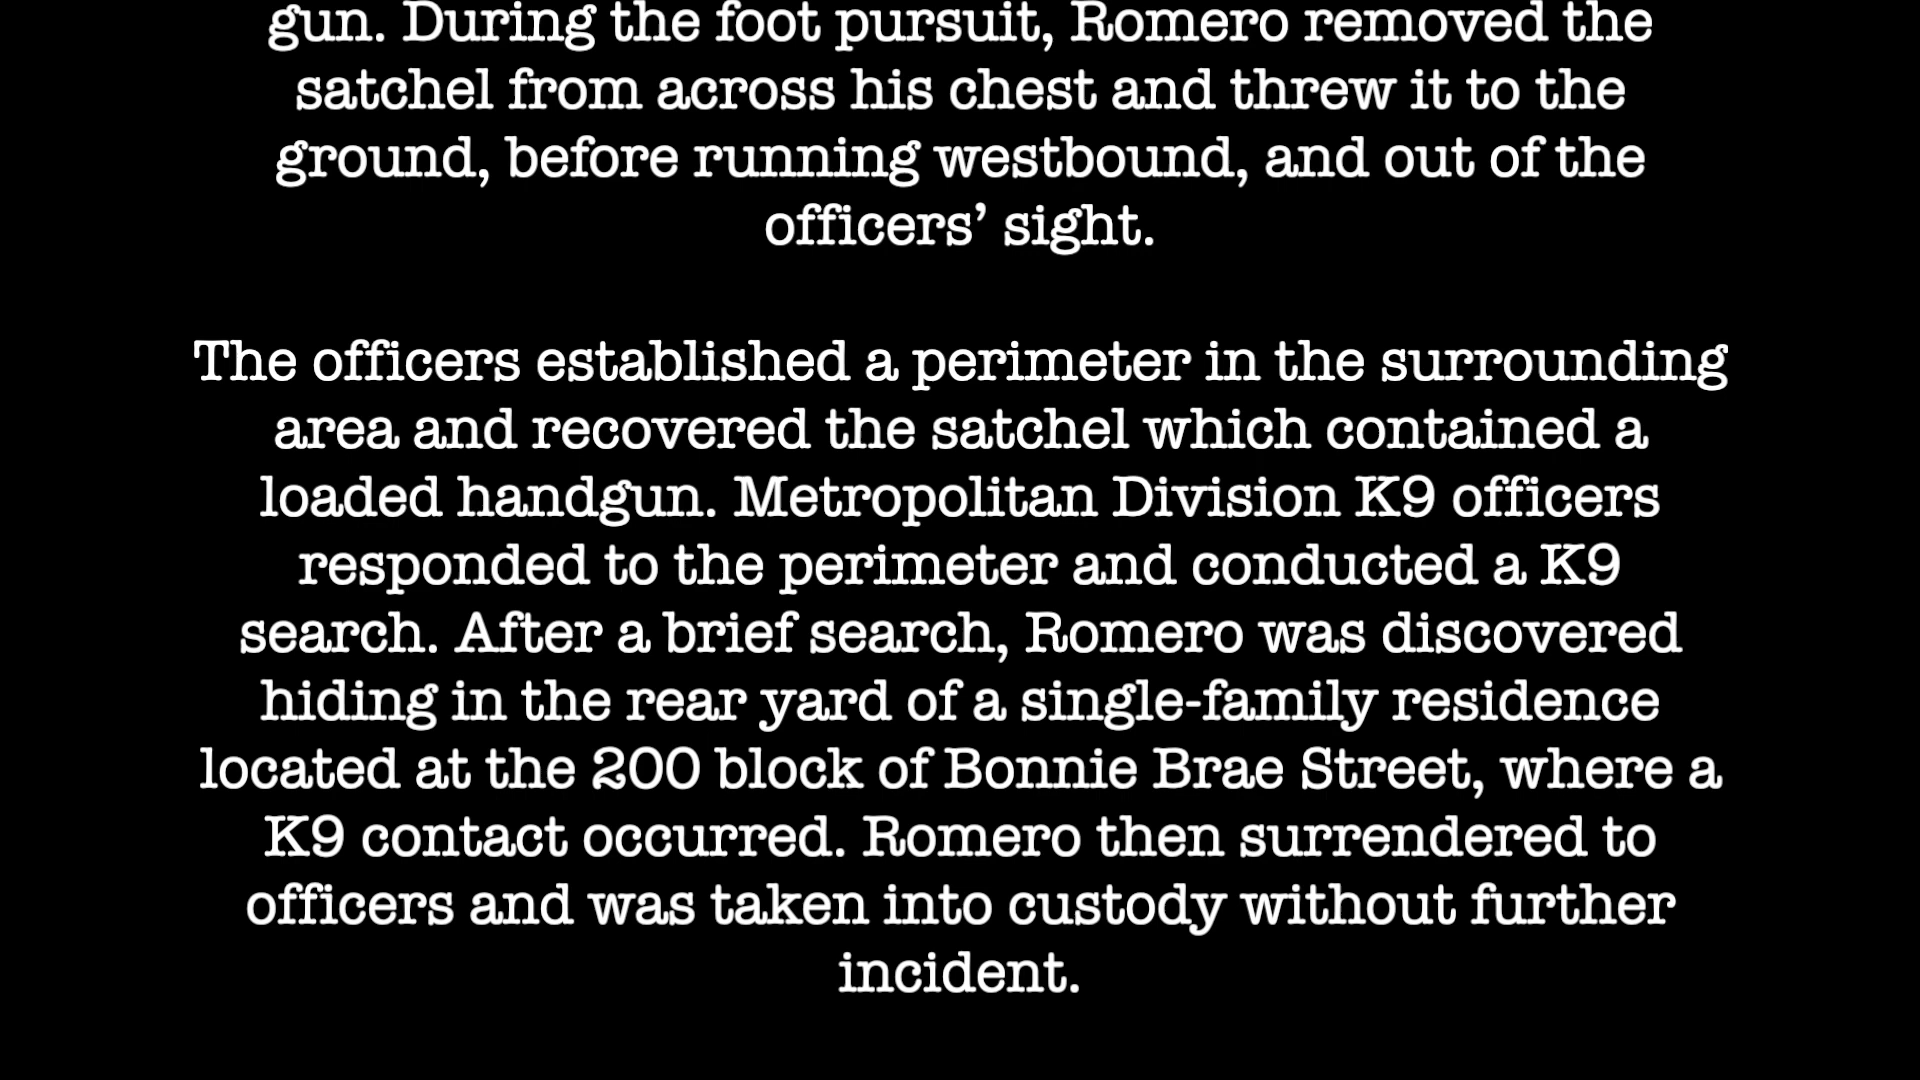 gun. During the foot pursuit, Romero removed the
satchel from across his chest and threw it to the
ground, before running westbound, and out of the
officers’ sight.
The officers established a perimeter in the surrounding
area and recovered the satchel which contained a
loaded handgun. Metropolitan Division K9 officers
responded to the perimeter and conducted a K9
search. After a brief search, Romero was discovered
hiding in the rear yard of a single-family residence
located at the 200 block of Bonnie Brae Street, where a
K9 contact occurred. Romero then surrendered to
officers and was taken into custody without further
incident.